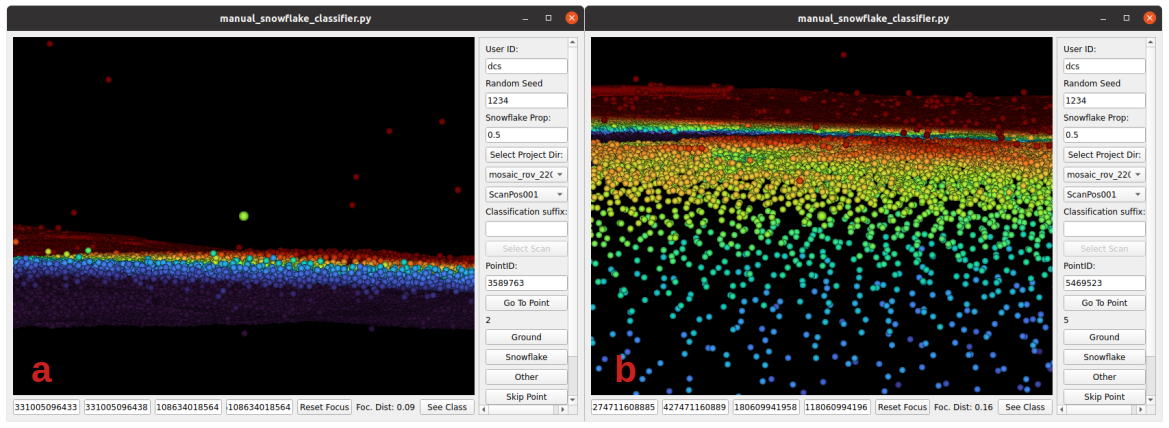 manual_snowflake_classifier.py
User ID:
dcs
Random Seed
1234
Snowflake Prop:
0.5
Select Project Dir:
mosaic_rov_220
ScanPos001
Classification suffix:
Select Scan
PointID:
3589763
Go To Point
2
Ground
Snowflake
Other
Skip Point
a
331005096433 331005096438 108634018564 108634018564 Reset Focus Foc. Dist: 0.09 See Class
manual_snowflake_classifier.py
User ID:
dcs
Random Seed
1234
Snowflake Prop:
0.5
Select Project Dir:
mosaic_rov_220
ScanPos001
Classification suffix:
Select Scan
PointID:
5469523
Go To Point
5
Ground
Snowflake
Other
Skip Point
b
274711608885 427471160889 180609941958 118060994196 Reset Focus Foc. Dist: 0.16 See Class